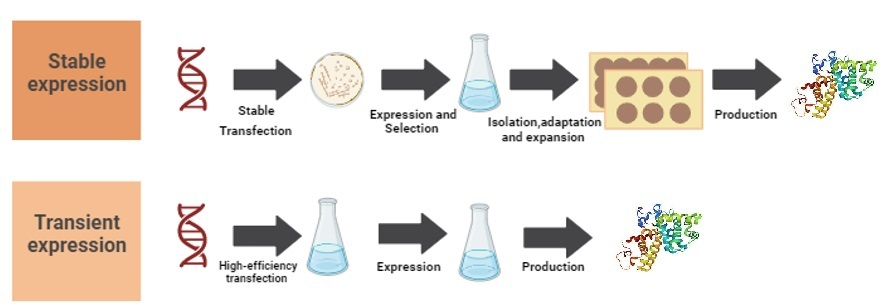 Stable
expression
Stable
Transfection
Expression and
Selection
Isolation,adaptation
and expansion
Production
Transient
expression
High-efficiency
transfection
Expression
Production